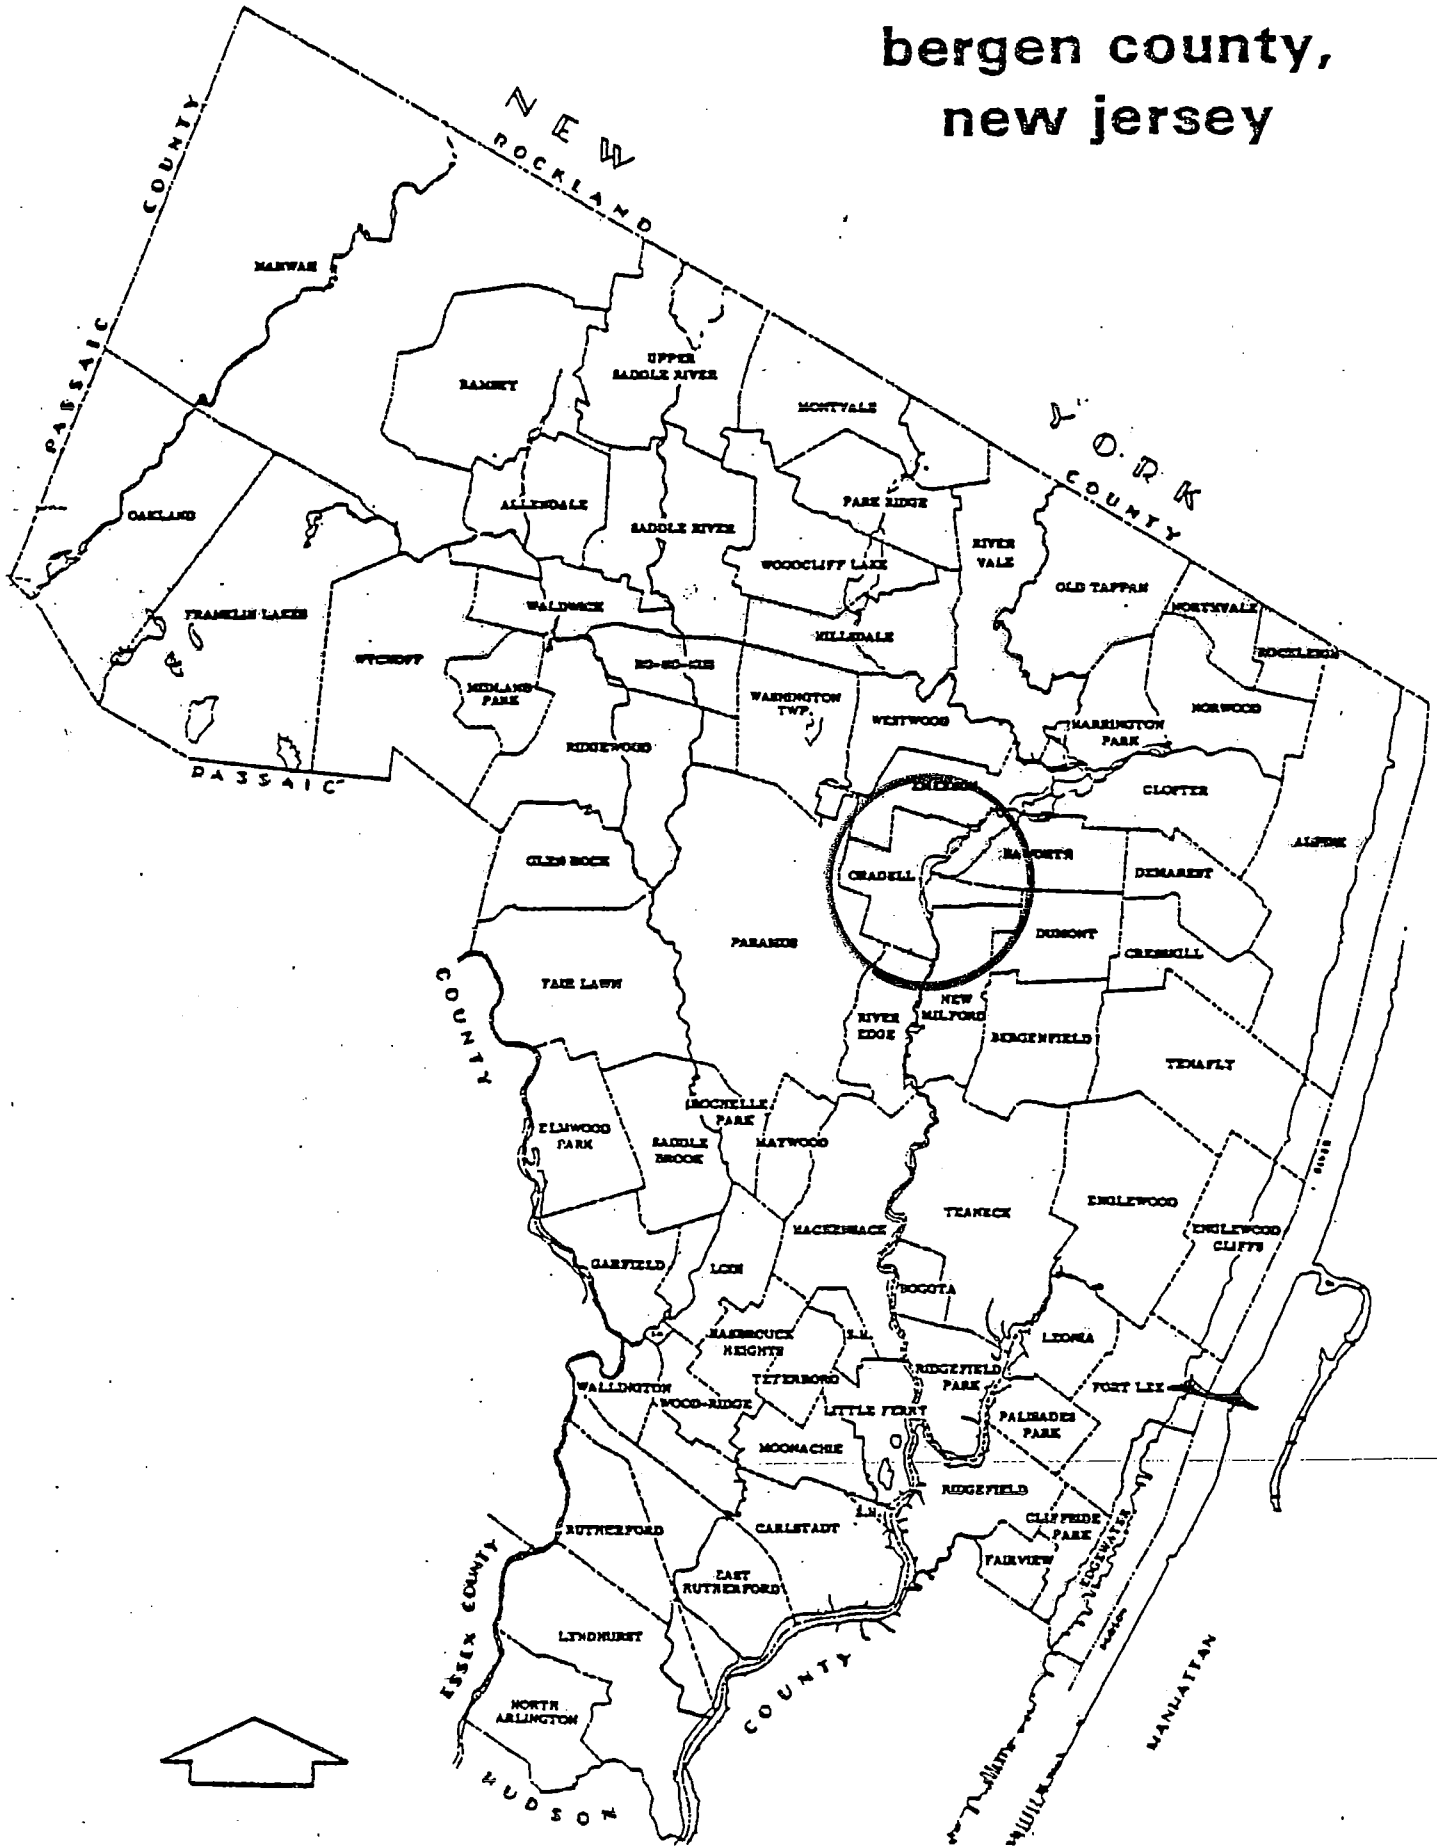 bergen county,
new jersey
NEW
ROCKLAND
COUNTY
MAHWAH
PASSAIC
UPPER
SADDLE RIVER
RAMSEY
MONTVALE
YORK
COUNTY
ALLENDALE
PARK RIDGE
OAKLAND
SADDLE RIVER
RIVER
VALE
WOODCLIFF LAKE
OLD TAPPAN
FRANKLIN LAKES
WALDWICK
NORTHVALE
HILLSDALE
ROCKLEIGH
WYCKOFF
HO-HO-KUS
MIDLAND
PARK
WASHINGTON
TWP.
WESTWOOD
NORWOOD
HARRINGTON
PARK
RIDGEWOOD
PASSAIC
EMERSON
CLOSTER
ALPINE
GLEN ROCK
HAWORTH
ORADELL
DEMAREST
PARAMUS
DUMONT
CRESSKILL
FAIR LAWN
COUNTY
NEW
MILFORD
RIVER
EDGE
BERGENFIELD
TENAFLY
ROCHELLE
PARK
ELMWOOD
PARK
SADDLE
BROOK
MAYWOOD
RIVER
ENGLEWOOD
HACKENSACK
TEANECK
ENGLEWOOD
CLIFFS
GARFIELD
LODI
BOGOTA
HASBROUCK
HEIGHTS
S.H.
LEONIA
TETERBORO
RIDGEFIELD
PARK
WALLINGTON
WOOD-RIDGE
LITTLE FERRY
FORT LEE
PALISADES
PARK
MOONACHIE
RIDGEFIELD
S.H.
CLIFFSIDE
PARK
RUTHERFORD
CARLSTADT
FAIRVIEW
EDGEWATER
EAST
RUTHERFORD
ESSEX COUNTY
HUDSON
LYNDHURST
COUNTY
MANHATTAN
NORTH
ARLINGTON
HUDSON